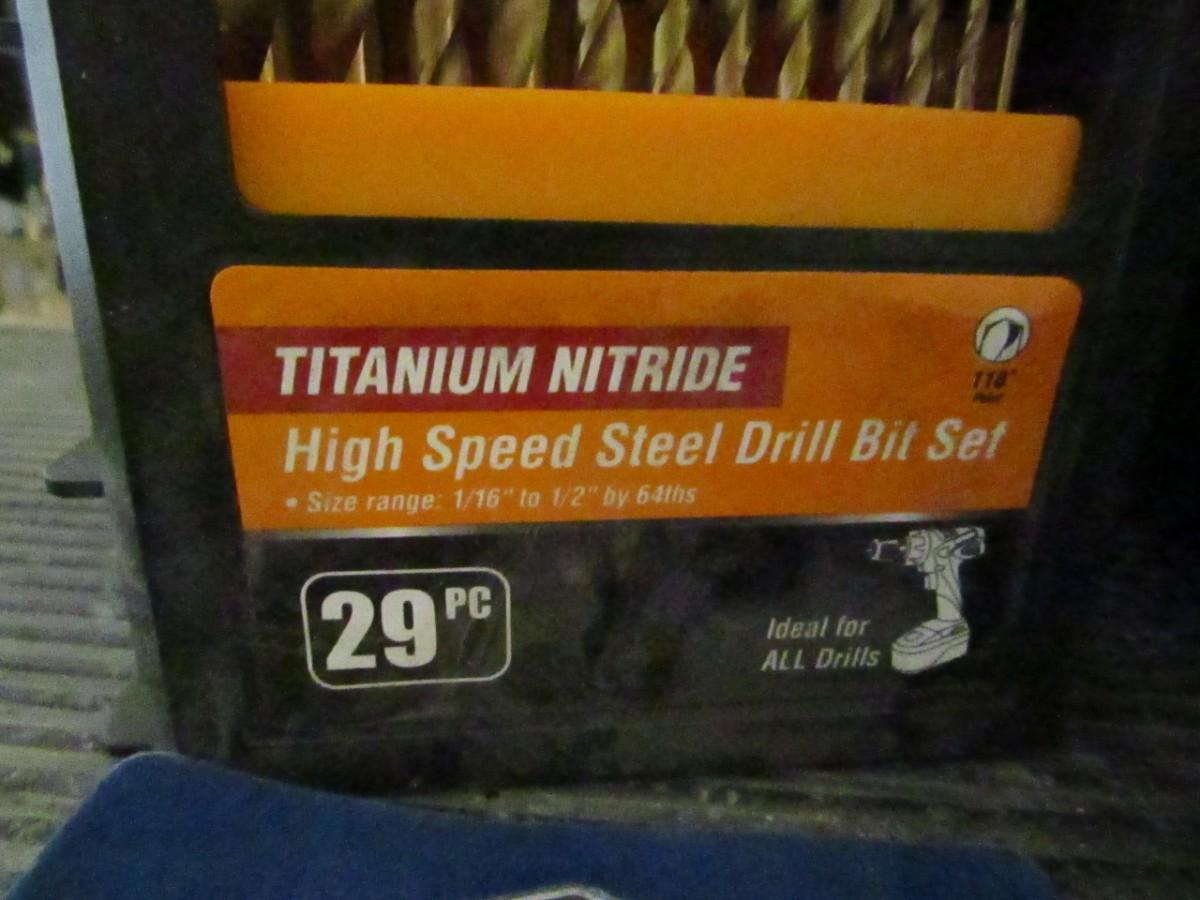 TITANIUM NITRIDE
118°
Point
High Speed Steel Drill Bit Set
• Size range: 1/16" to 1/2" by 64ths
29 PC
Ideal for
ALL Drills